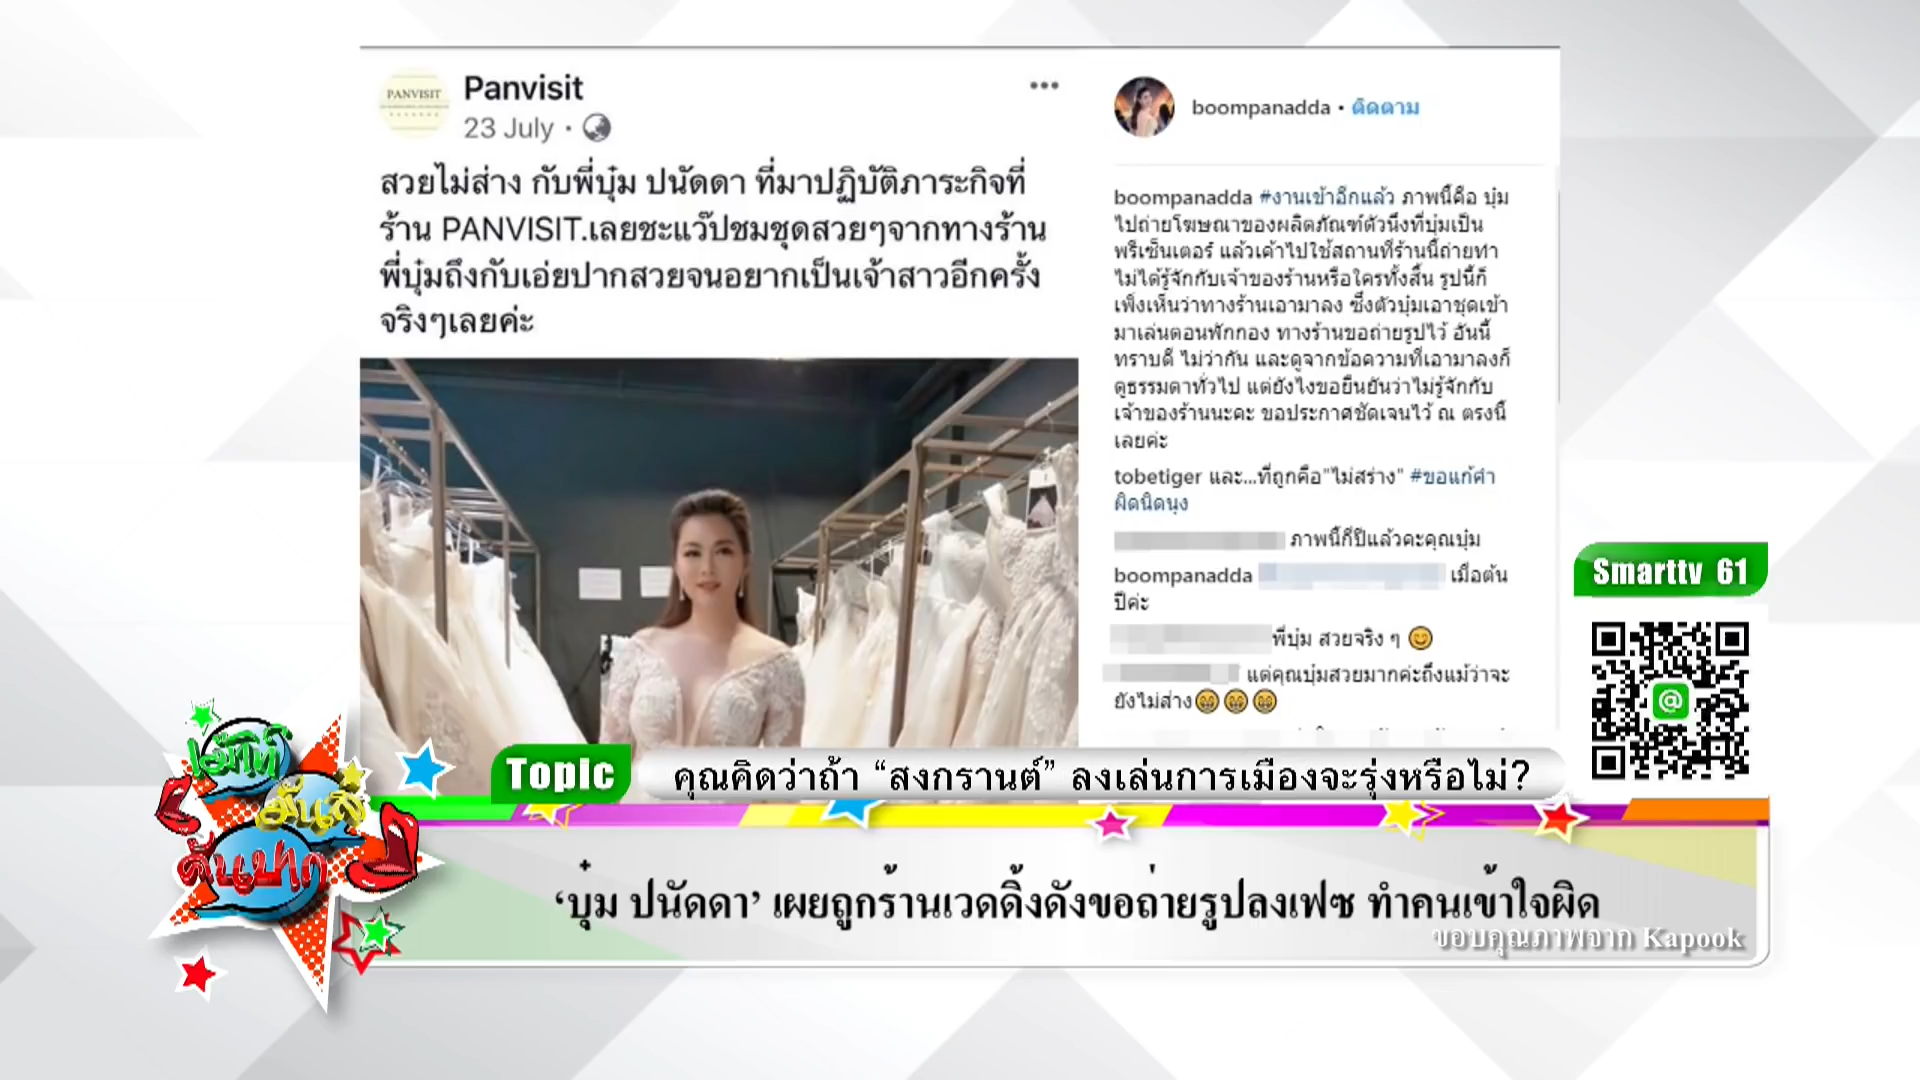 PANVISIT
Panvisit
23 July ·
สวยไม่ส่าง กับพี่บุ๋ม ปนัดดา ที่มาปฏิบัติภาระกิจที่
ร้าน PANVISIT.เลยชะแว๊ปชมชุดสวยๆจากทางร้าน
พี่บุ๋มถึงกับเอ่ยปากสวยจนอยากเป็นเจ้าสาวอีกครั้ง
จริงๆเลยค่ะ
boompanadda • ติดตาม
boompanadda #งานเข้าอีกแล้ว ภาพนี้คือ บุ๋ม
ไปถ่ายโฆษณาของผลิตภัณฑ์ตัวนึงที่บุ๋มเป็น
พรีเซ็นเตอร์ แล้วเค้าไปใช้สถานที่ร้านนี้ถ่ายทำ
ไม่ได้รู้จักกับเจ้าของร้านหรือใครทั้งสิ้น รูปนี้ก็
เพิ่งเห็นว่าทางร้านเอามาลง ซึ่งตัวบุ๋มเอาชุดเข้า
มาเล่นตอนพักกอง ทางร้านขอถ่ายรูปไว้ อันนี้
ทราบดี ไม่ว่ากัน และดูจากข้อความที่เอามาลงก็
ดูธรรมดาทั่วไป แต่ยังไงขอยืนยันว่าไม่รู้จักกับ
เจ้าของร้านนะคะ ขอประกาศชัดเจนไว้ ณ ตรงนี้
เลยค่ะ
tobetiger และ...ที่ถูกคือ"ไม่สร่าง" #ขอแก้คำ
ผิดนิดนุง
ภาพนี้กี่ปีแล้วคะคุณบุ๋ม
boompanadda เมื่อต้น
ปีค่ะ
พี่บุ๋ม สวยจริง ๆ
แต่คุณบุ๋มสวยมากค่ะถึงแม้ว่าจะ
ยังไม่ส่าง
Smarttv 61
Topic คุณคิดว่าถ้า “สงกรานต์” ลงเล่นการเมืองจะรุ่งหรือไม่?
เม้าท์
มันส์
คันปาก
‘บุ๋ม ปนัดดา’ เผยถูกร้านเวดดิ้งดังขอถ่ายรูปลงเฟซ ทำคนเข้าใจผิด
ขอบคุณภาพจาก Kapook